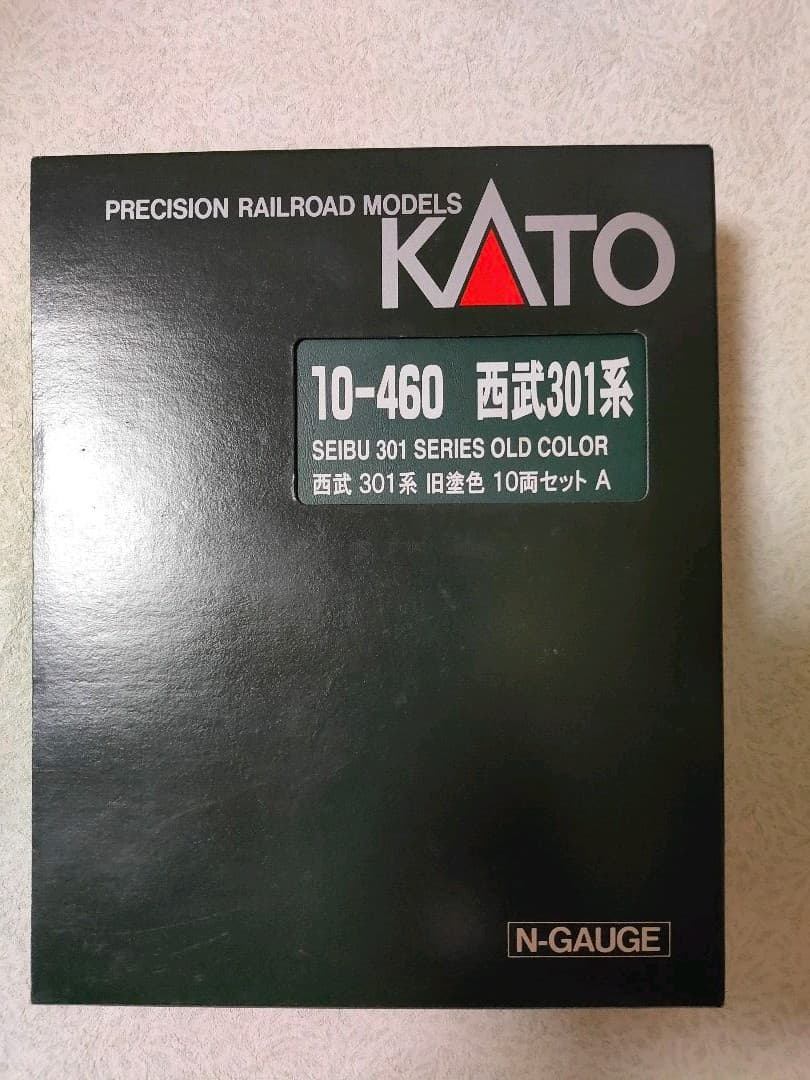 PRECISION RAILROAD MODELS
KATO
10-460 西武301系
SEIBU 301 SERIES OLD COLOR
西武 301系 旧塗色 10両セット A
N-GAUGE